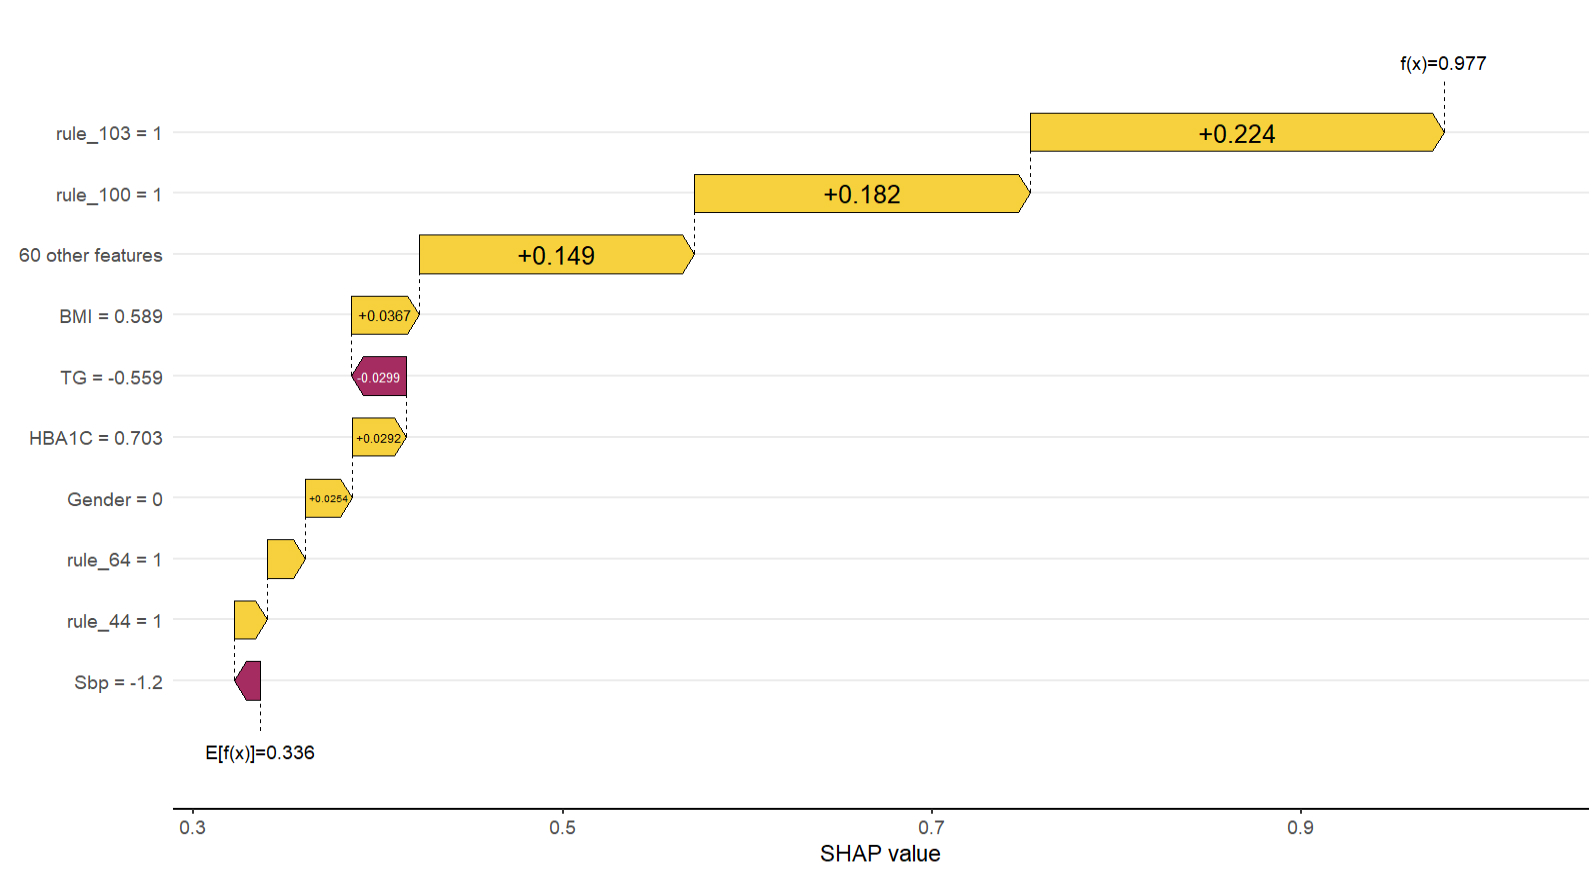 f(x)=0.977
rule_103 = 1
+0.224
rule_100 = 1
+0.182
60 other features
+0.149
BMI = 0.589
+0.0367
TG = -0.559
-0.0299
HBA1C = 0.703
+0.0292
Gender = 0
+0.0254
rule_64 = 1
rule_44 = 1
Sbp = -1.2
E[f(x)]=0.336
0.3 0.5 0.7 0.9
SHAP value